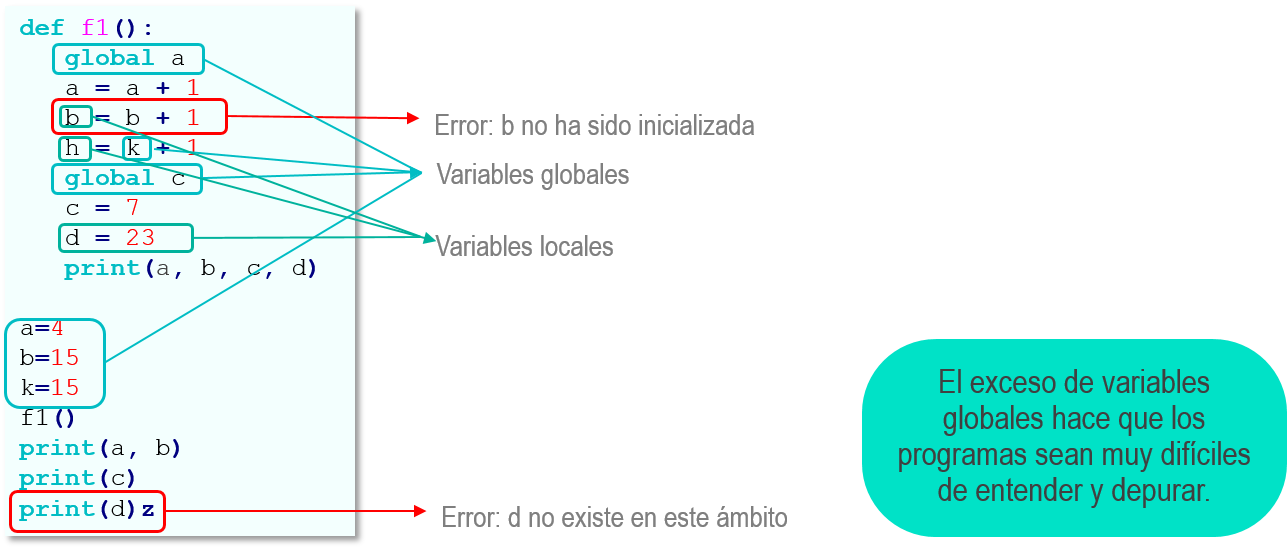 def f1():
global a
a = a + 1
b = b + 1
h = k + 1
global c
c = 7
d = 23
print(a, b, c, d)
a=4
b=15
k=15
f1()
print(a, b)
print(c)
print(d)z
Error: b no ha sido inicializada
Variables globales
Variables locales
Error: d no existe en este ámbito
El exceso de variables
globales hace que los
programas sean muy difíciles
de entender y depurar.